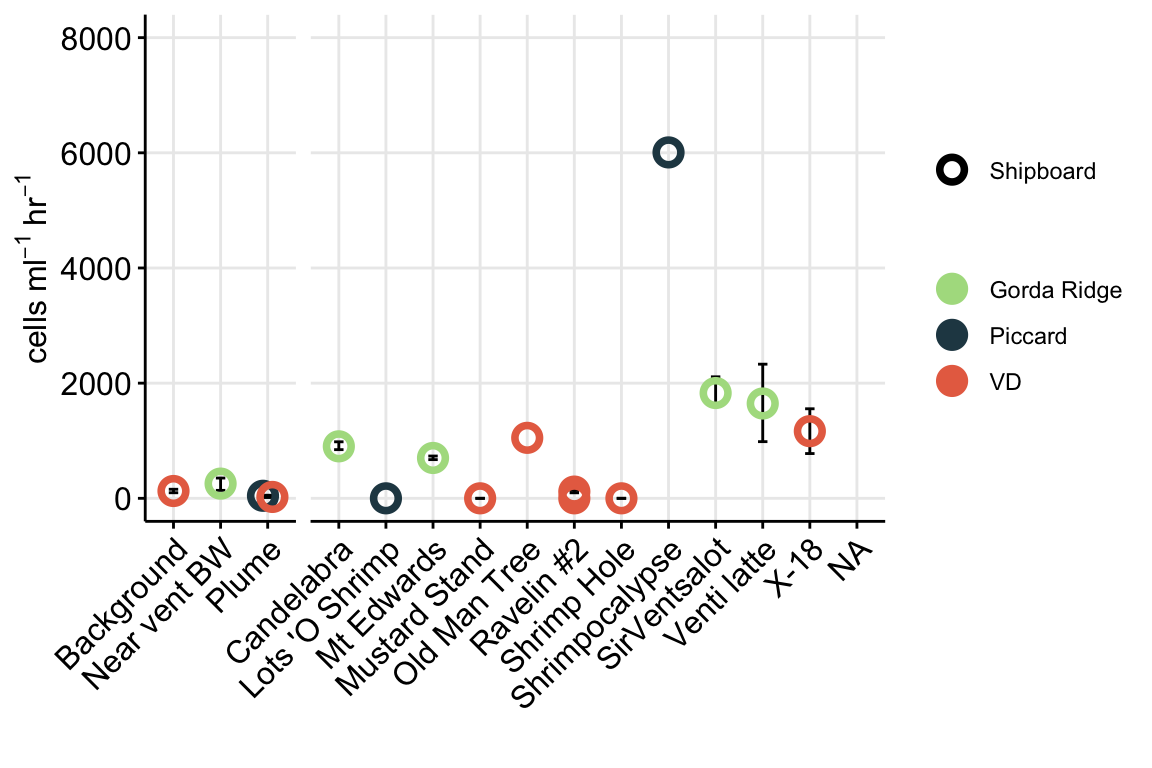 8000
6000
4000
2000
0
cells ml⁻¹ hr⁻¹
Background
Near vent BW
Plume
Candelabra
Lots 'O Shrimp
Mt Edwards
Mustard Stand
Old Man Tree
Ravelin #2
Shrimp Hole
Shrimpocalypse
SirVentsalot
Venti latte
X-18
NA
Shipboard
Gorda Ridge
Piccard
VD